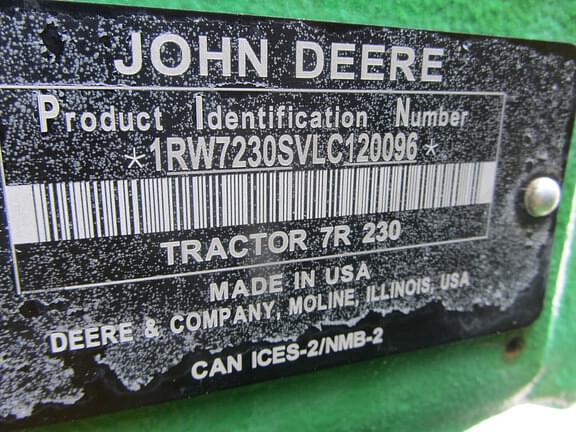 JOHN DEERE
Product Identification Number
*1RW7230SVLC120096*
TRACTOR 7R 230
MADE IN USA
DEERE & COMPANY, MOLINE, ILLINOIS, USA
CAN ICES-2/NMB-2